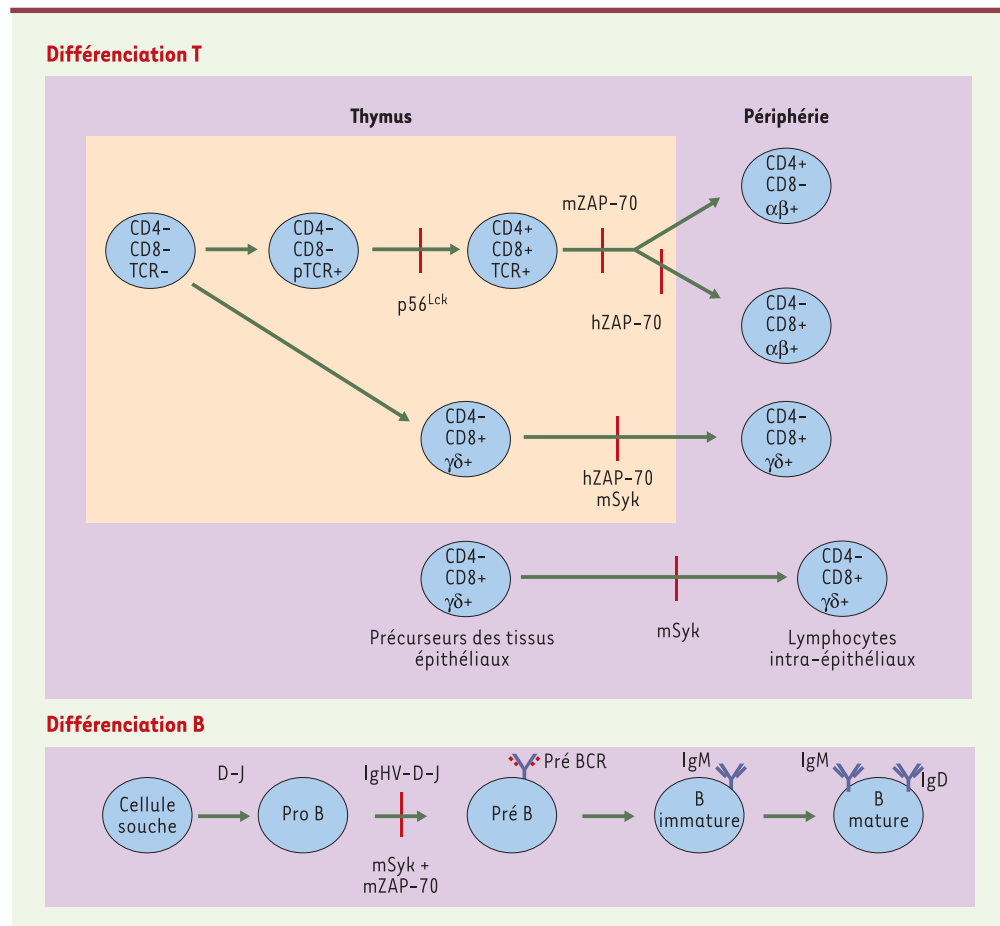 Différenciation T
Thymus
Périphérie
CD4-
CD8-
TCR-
CD4-
CD8-
pTCR+
p56Lck
CD4+
CD8+
TCR+
mZAP-70
hZAP-70
CD4+
CD8-
αβ+
CD4-
CD8+
αβ+
CD4-
CD8+
γδ+
hZAP-70
mSyk
CD4-
CD8+
γδ+
CD4-
CD8+
γδ+
Précurseurs des tissus
épithéliaux
mSyk
CD4-
CD8+
γδ+
Lymphocytes
intra-épithéliaux
Différenciation B
Cellule
souche
D-J
Pro B
IgHV-D-J
mSyk +
mZAP-70
Pré BCR
Pré B
IgM
B
immature
IgM
IgD
B
mature